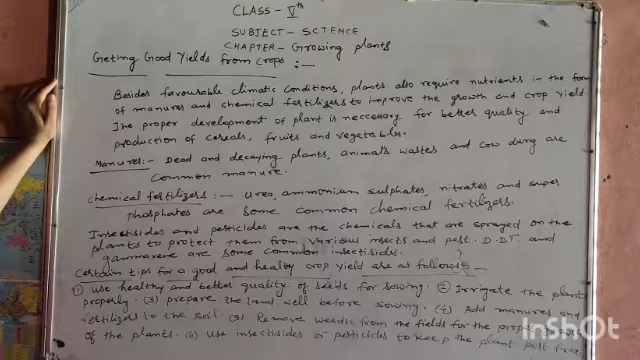 CLASS - Vth
SUBJECT - SCIENCE
CHAPTER - Growing plants
Geting Good Yields from crops :-
Besides favourable climatic conditions, plants also require nutrients in the form
of manures and chemical fertilizers to improve the growth and crop yield
The proper development of plant is neccessary for better quality and
production of cereals, fruits and vegetables.
Manures:- Dead and decaying plants, animal's wastes and cow dung are
common manure.
chemical fertilizers :- Urea, ammonium sulphates, nitrates and super
phosphates are some common chemical fertilizers.
Insectisides and pesticides are the chemicals that are sprayed on the
plants to protect them from various insects and pest. D.D.T. and
gammaxene are some common insectisides.
Certain tips for a good and healthy crop yield are as follows :-
(1) Use healthy and better quality of seeds for sowing. (2) Irrigate the plants
properly. (3) prepare the land well before sowing. (4) Add manures and
fertilizers to the soil. (5) Remove weeds from the fields for the proper
of the plants. (6) Use insectisides or pesticides to keep the plant pest free
InShot